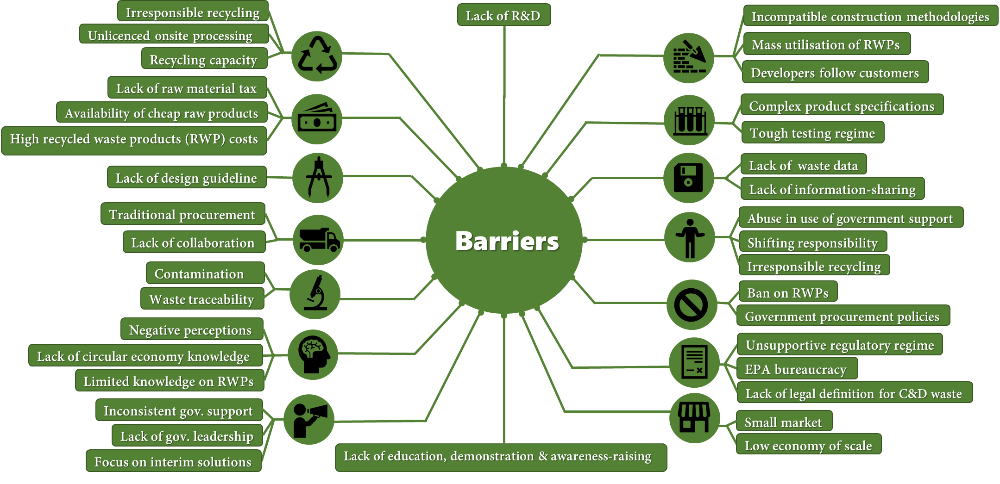 Irresponsible recycling
Unlicenced onsite processing
Recycling capacity
Lack of raw material tax
Availability of cheap raw products
High recycled waste products (RWP) costs
Lack of design guideline
Traditional procurement
Lack of collaboration
Contamination
Waste traceability
Negative perceptions
Lack of circular economy knowledge
Limited knowledge on RWPs
Inconsistent gov. support
Lack of gov. leadership
Focus on interim solutions
Lack of R&D
Barriers
Lack of education, demonstration & awareness-raising
Incompatible construction methodologies
Mass utilisation of RWPs
Developers follow customers
Complex product specifications
Tough testing regime
Lack of waste data
Lack of information-sharing
Abuse in use of government support
Shifting responsibility
Irresponsible recycling
Ban on RWPs
Government procurement policies
Unsupportive regulatory regime
EPA bureaucracy
Lack of legal definition for C&D waste
Small market
Low economy of scale